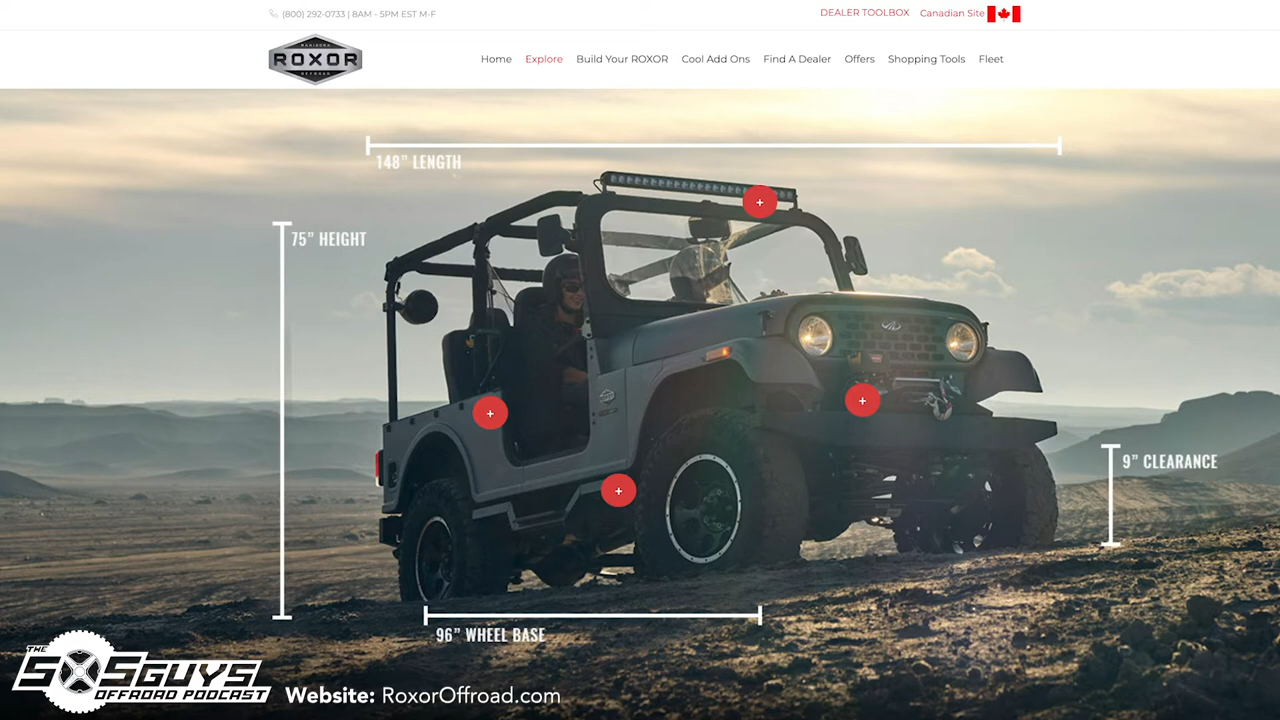 (800) 292-0733 | 8AM - 5PM EST M-F
DEALER TOOLBOX Canadian Site
MAHINDRA
ROXOR
OFFROAD
Home Explore Build Your ROXOR Cool Add Ons Find A Dealer Offers Shopping Tools Fleet
148” LENGTH
75” HEIGHT
9” CLEARANCE
96” WHEEL BASE
THE
SXSGUYS
OFFROAD PODCAST
Website: RoxorOffroad.com